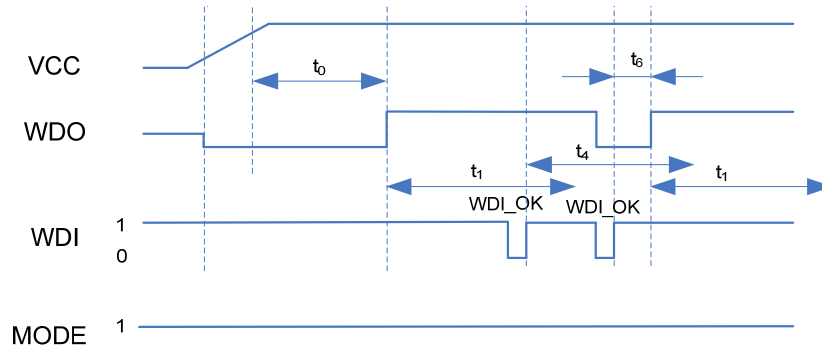 VCC
t0
t6
WDO
t4
t1
t1
WDI_OK WDI_OK
WDI 1
0
MODE 1